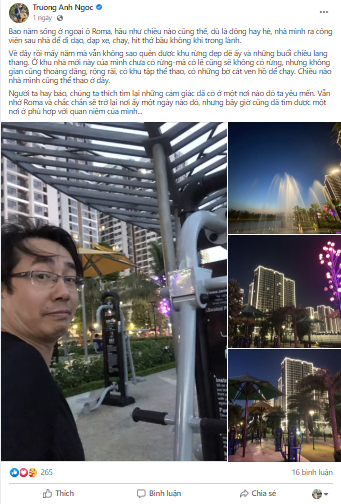 Truong Anh Ngoc
1 ngày
Bao năm sống ở ngoại ô Roma, hầu như chiều nào cũng thế, dù là đông hay hè, nhà mình ra công
viên sau nhà để đi dạo, đạp xe, chạy, hít thở bầu không khí trong lành.
Về đây rồi mấy năm mà vẫn không sao quên được khu rừng đẹp đẽ ấy và những buổi chiều lang
thang. Ở khu nhà mới này của mình chưa có rừng-mà có lẽ cũng sẽ không có rừng, nhưng không
gian cũng thoáng đãng, rộng rãi, có khu tập thể thao, có những bờ cát ven hồ để chạy. Chiều nào
nhà mình cũng thể thao ở đây.
Người ta hay bảo, chúng ta thích tìm lại những cảm giác đã có ở một nơi nào đó ta yêu mến. Vẫn
nhớ Roma và chắc chắn sẽ trở lại nơi ấy một ngày nào đó, nhưng bây giờ cũng đã tìm được một
nơi ở phù hợp với quan niệm của mình...
265
16 bình luận
Thích
Bình luận
Chia sẻ